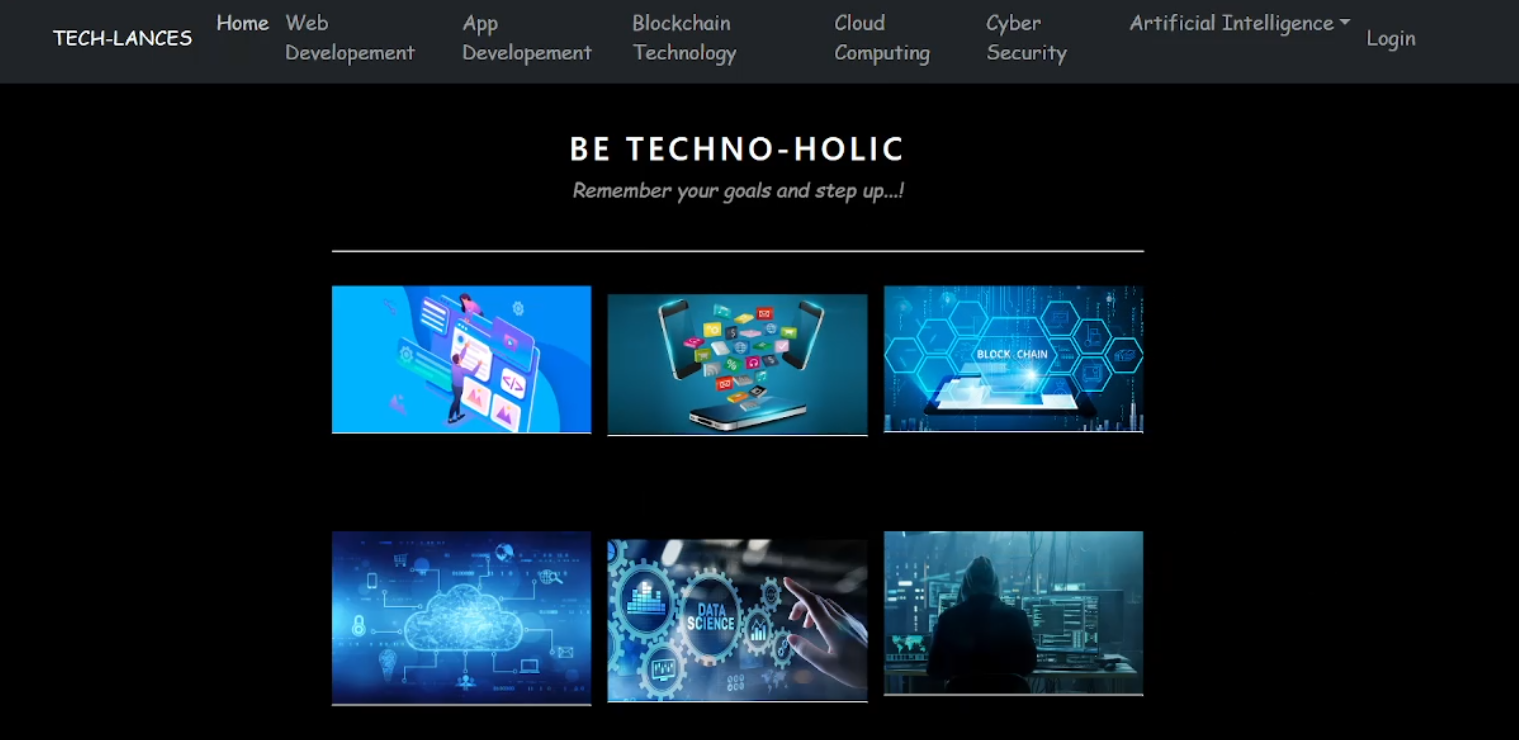 TECH-LANCES
Home
Web
Developement
App
Developement
Blockchain
Technology
Cloud
Computing
Cyber
Security
Artificial Intelligence
Login
BE TECHNO-HOLIC
Remember your goals and step up...!
BLOCK CHAIN
DATA
SCIENCE